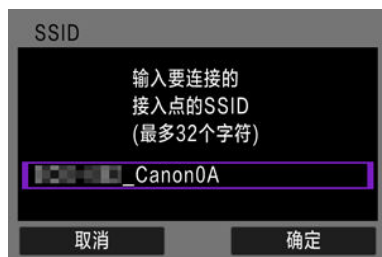 SSID
输入要连接的
接入点的SSID
(最多32个字符)
_Canon0A
取消
确定